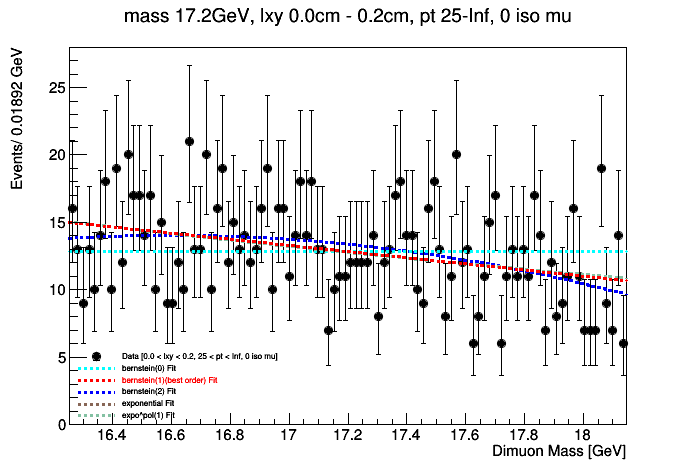 mass 17.2GeV, lxy 0.0cm - 0.2cm, pt 25-Inf, 0 iso mu
Events/ 0.01892 GeV
25
20
15
10
5
0
Data [0.0 < lxy < 0.2, 25 < pt < Inf, 0 iso mu]
bernstein(0) Fit
bernstein(1)(best order) Fit
bernstein(2) Fit
exponential Fit
expo*pol(1) Fit
16.4 16.6 16.8 17 17.2 17.4 17.6 17.8 18
Dimuon Mass [GeV]